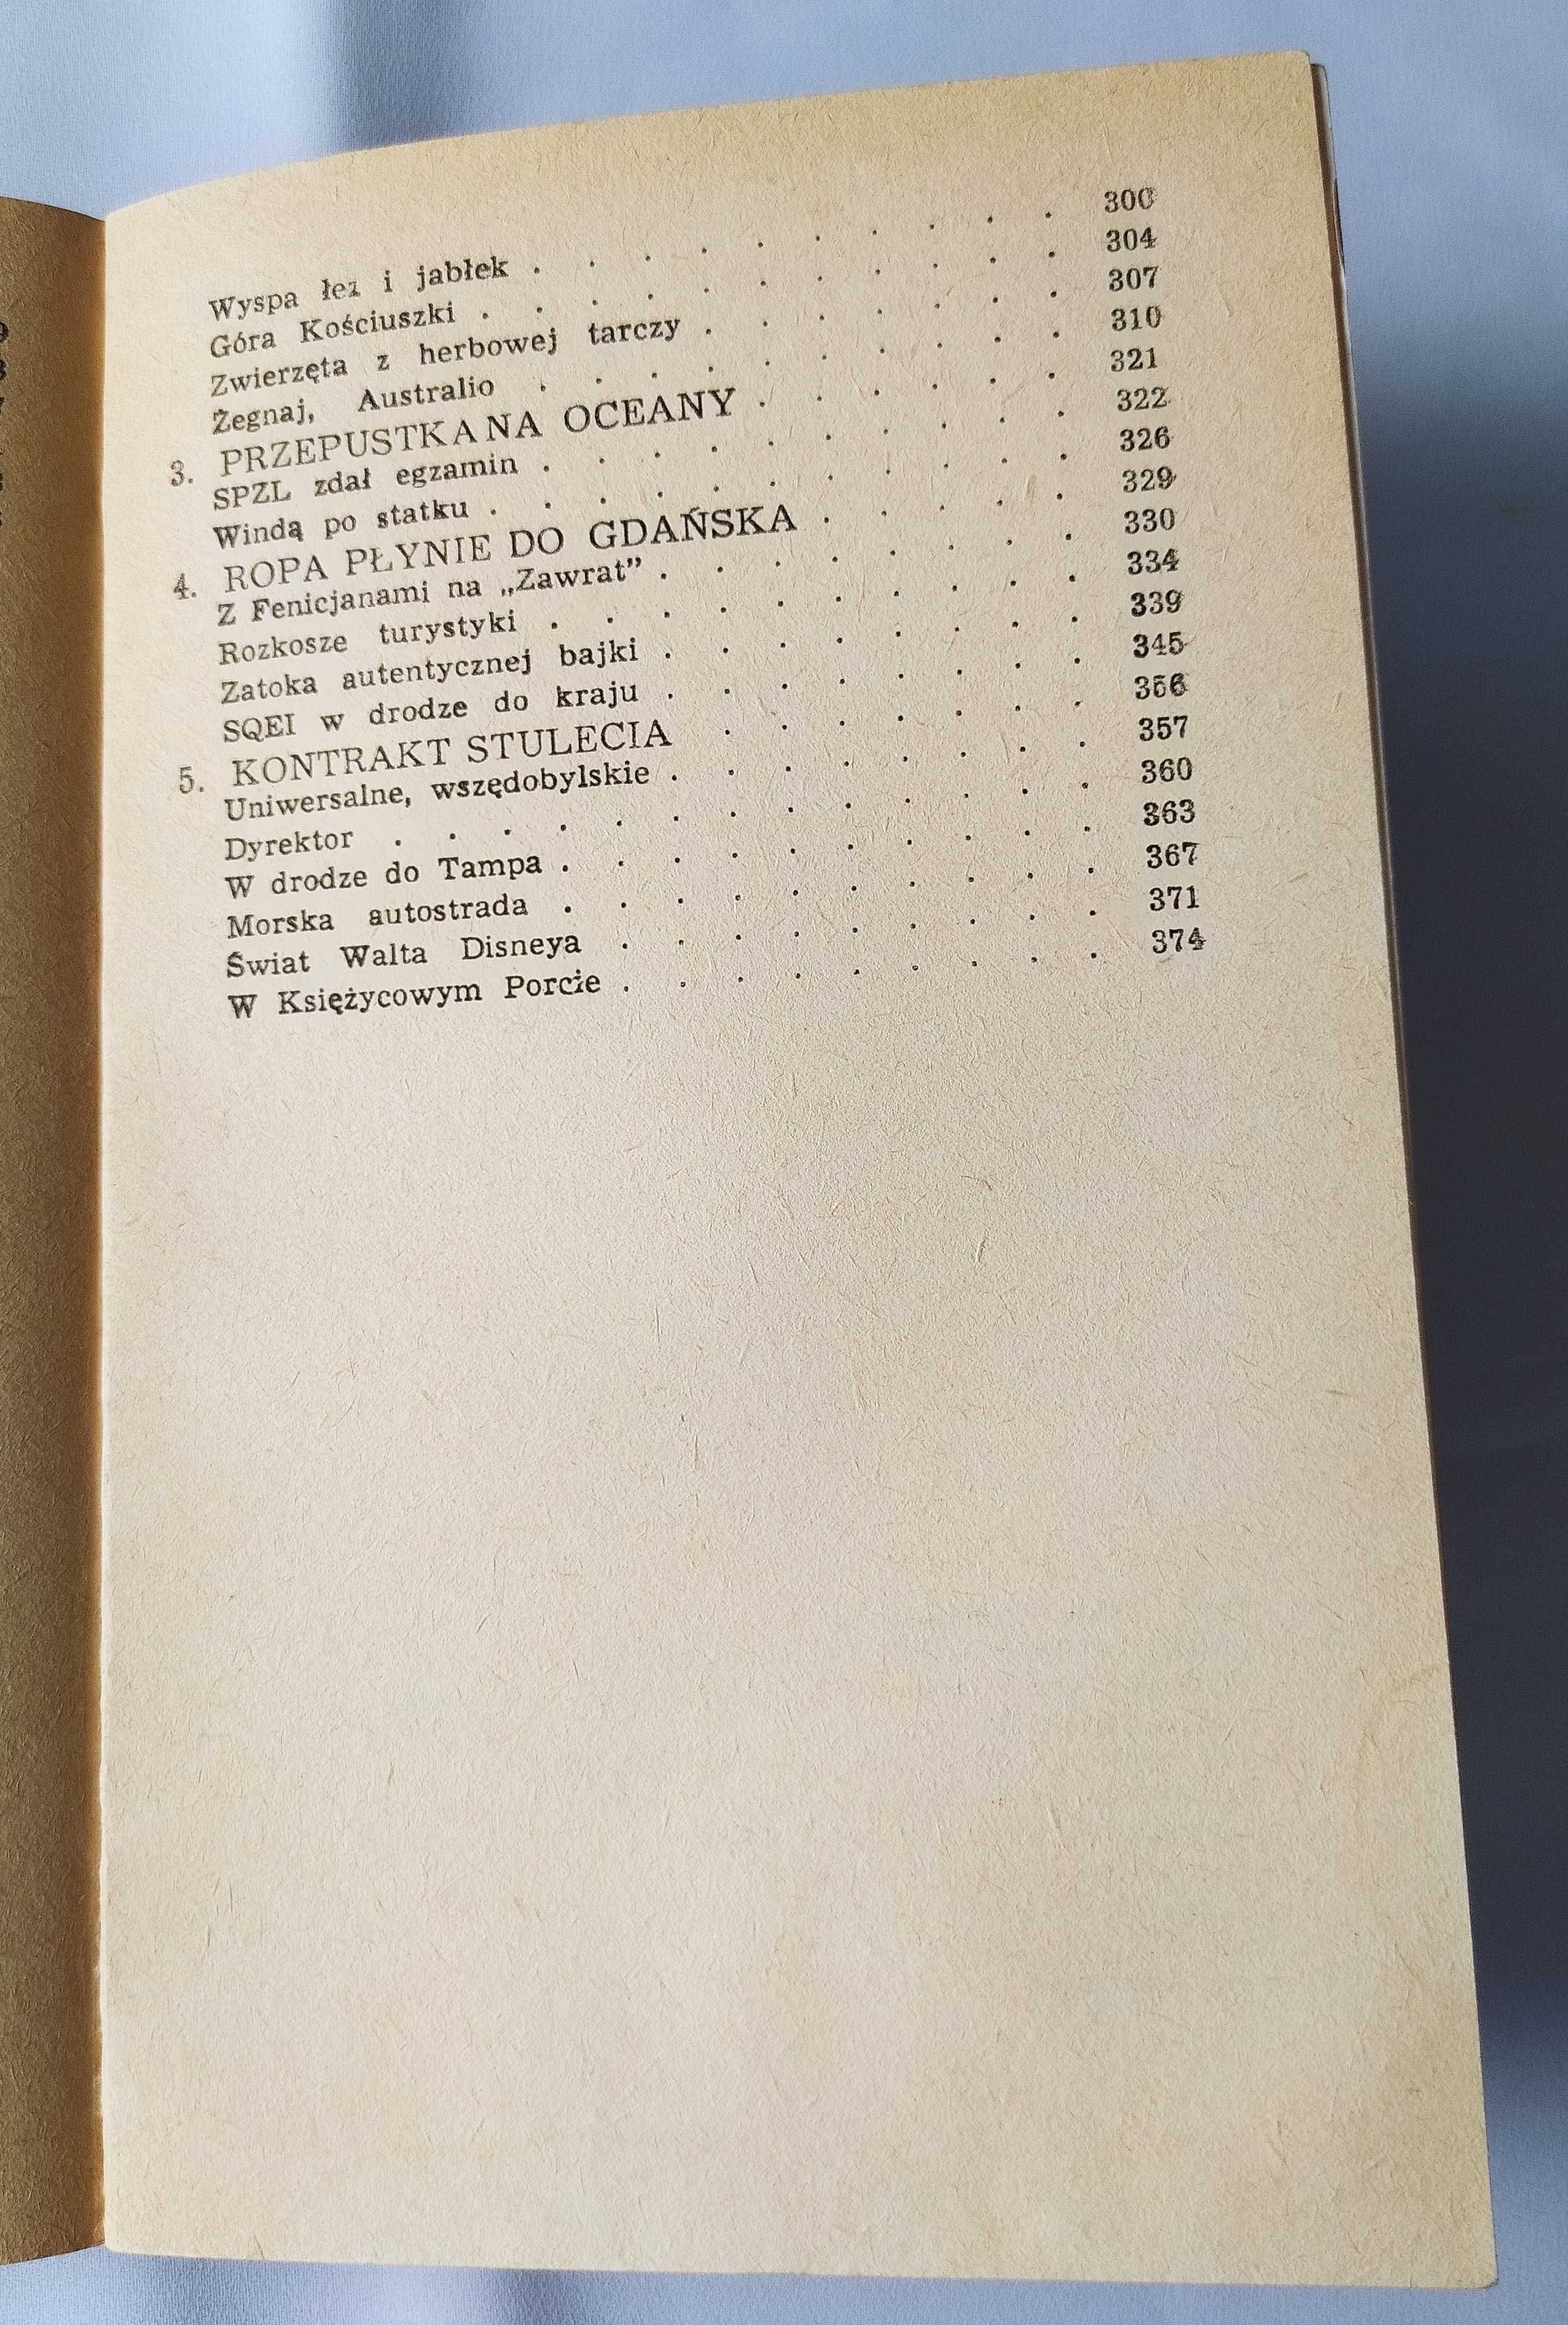 Wyspa łez i jabłek . . . . . . . . . . 300
Góra Kościuszki . . . . . . . . . . . 304
Zwierzęta z herbowej tarczy . . . . . . . 307
Żegnaj, Australio . . . . . . . . . . 310
3. PRZEPUSTKA NA OCEANY . . . . . . 321
SPZL zdał egzamin . . . . . . . . . . 322
Windą po statku . . . . . . . . . . . 326
4. ROPA PŁYNIE DO GDAŃSKA . . . . . 329
Z Fenicjanami na „Zawrat” . . . . . . . . 330
Rozkosze turystyki . . . . . . . . . . 334
Zatoka autentycznej bajki . . . . . . . . 339
SQEI w drodze do kraju . . . . . . . . 345
5. KONTRAKT STULECIA . . . . . . . 356
Uniwersalne, wszędobylskie . . . . . . . . 357
Dyrektor . . . . . . . . . . . . . 360
W drodze do Tampa . . . . . . . . . . 363
Morska autostrada . . . . . . . . . . 367
Świat Walta Disneya . . . . . . . . . 371
W Księżycowym Porcie . . . . . . . . . 374